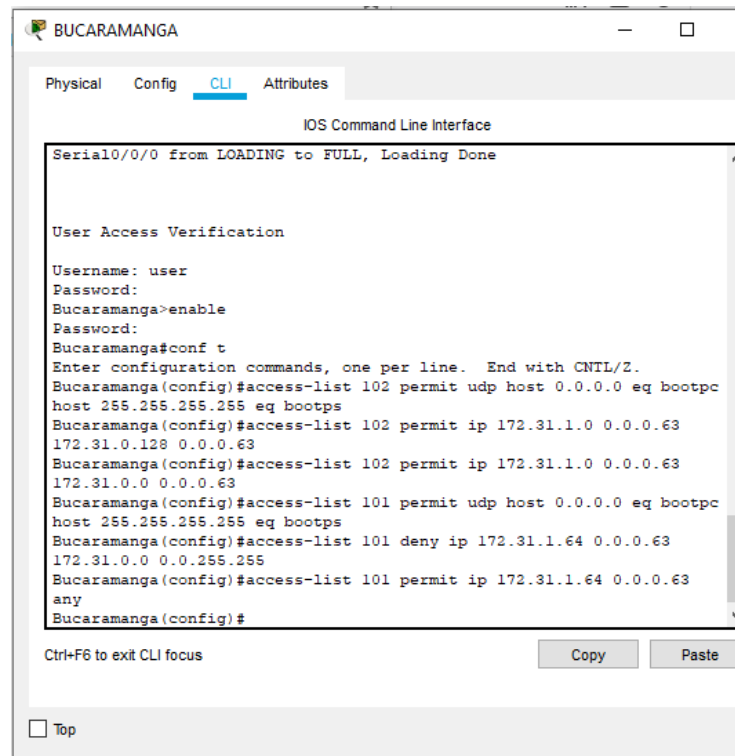 BUCARAMANGA
Physical Config CLI Attributes
IOS Command Line Interface
Serial0/0/0 from LOADING to FULL, Loading Done
User Access Verification
Username: user
Password:
Bucaramanga>enable
Password:
Bucaramanga#conf t
Enter configuration commands, one per line.  End with CNTL/Z.
Bucaramanga(config)#access-list 102 permit udp host 0.0.0.0 eq bootpc
host 255.255.255.255 eq bootps
Bucaramanga(config)#access-list 102 permit ip 172.31.1.0 0.0.0.63
172.31.0.128 0.0.0.63
Bucaramanga(config)#access-list 102 permit ip 172.31.1.0 0.0.0.63
172.31.0.0 0.0.0.63
Bucaramanga(config)#access-list 101 permit udp host 0.0.0.0 eq bootpc
host 255.255.255.255 eq bootps
Bucaramanga(config)#access-list 101 deny ip 172.31.1.64 0.0.0.63
172.31.0.0 0.0.255.255
Bucaramanga(config)#access-list 101 permit ip 172.31.1.64 0.0.0.63
any
Bucaramanga(config)#
Ctrl+F6 to exit CLI focus
Copy Paste
Top